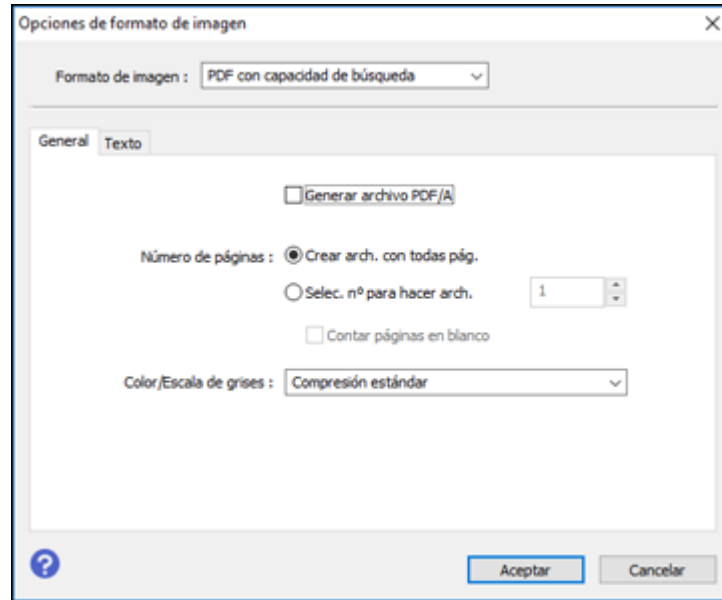 Opciones de formato de imagen
Formato de imagen : PDF con capacidad de búsqueda
General Texto
Generar archivo PDF/A
Número de páginas : Crear arch. con todas pág.
Selec. nº para hacer arch. 1
Contar páginas en blanco
Color/Escala de grises : Compresión estándar
? Aceptar Cancelar